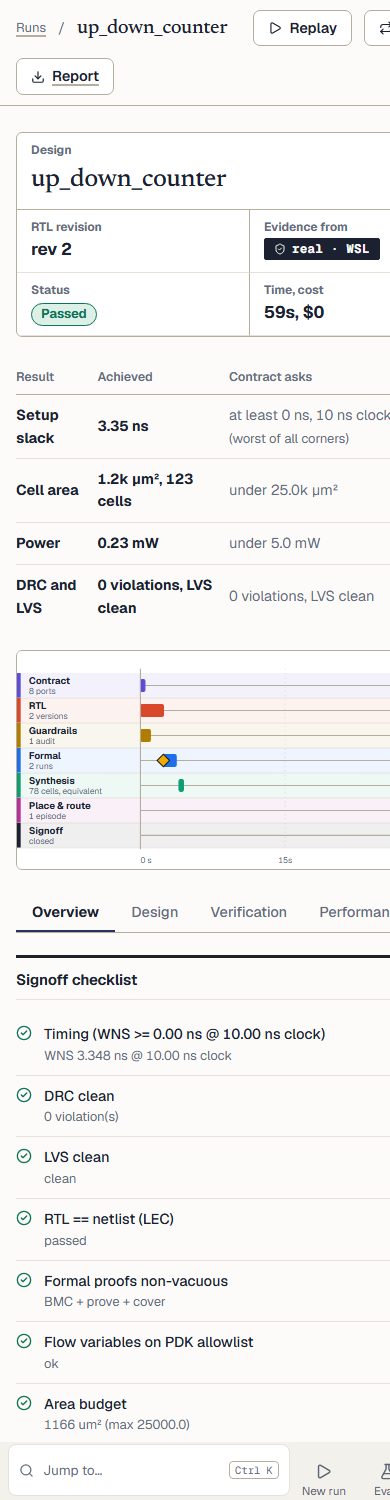 Runs / up_down_counter
Replay
Report
Design
up_down_counter
RTL revision
rev 2
Evidence from
real · WSL
Status
Passed
Time, cost
59s, $0
Result Achieved Contract asks
Setup slack
3.35 ns
at least 0 ns, 10 ns clock
(worst of all corners)
Cell area
1.2k µm², 123 cells
under 25.0k µm²
Power 0.23 mW under 5.0 mW
DRC and LVS
0 violations, LVS clean
0 violations, LVS clean
Contract
8 ports
RTL
2 versions
Guardrails
1 audit
Formal
2 runs
Synthesis
78 cells, equivalent
Place & route
1 episode
Signoff
closed
0 s 15s
Overview Design Verification Performan
Signoff checklist
Timing (WNS >= 0.00 ns @ 10.00 ns clock)
WNS 3.348 ns @ 10.00 ns clock
DRC clean
0 violation(s)
LVS clean
clean
RTL == netlist (LEC)
passed
Formal proofs non-vacuous
BMC + prove + cover
Flow variables on PDK allowlist
ok
Area budget
1166 um² (max 25000.0)
Jump to... Ctrl K
New run
Eva